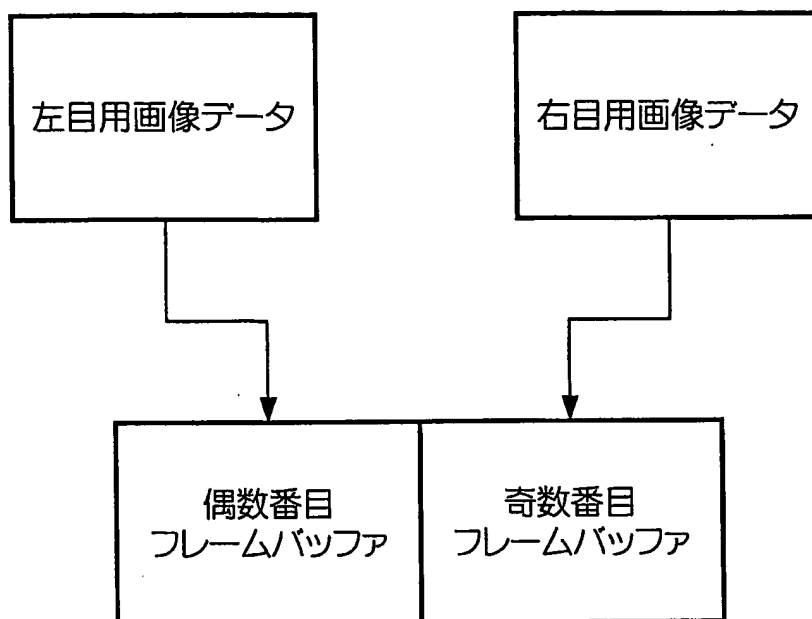 左目用画像データ
右目用画像データ
偶数番目
フレームバッファ
奇数番目
フレームバッファ